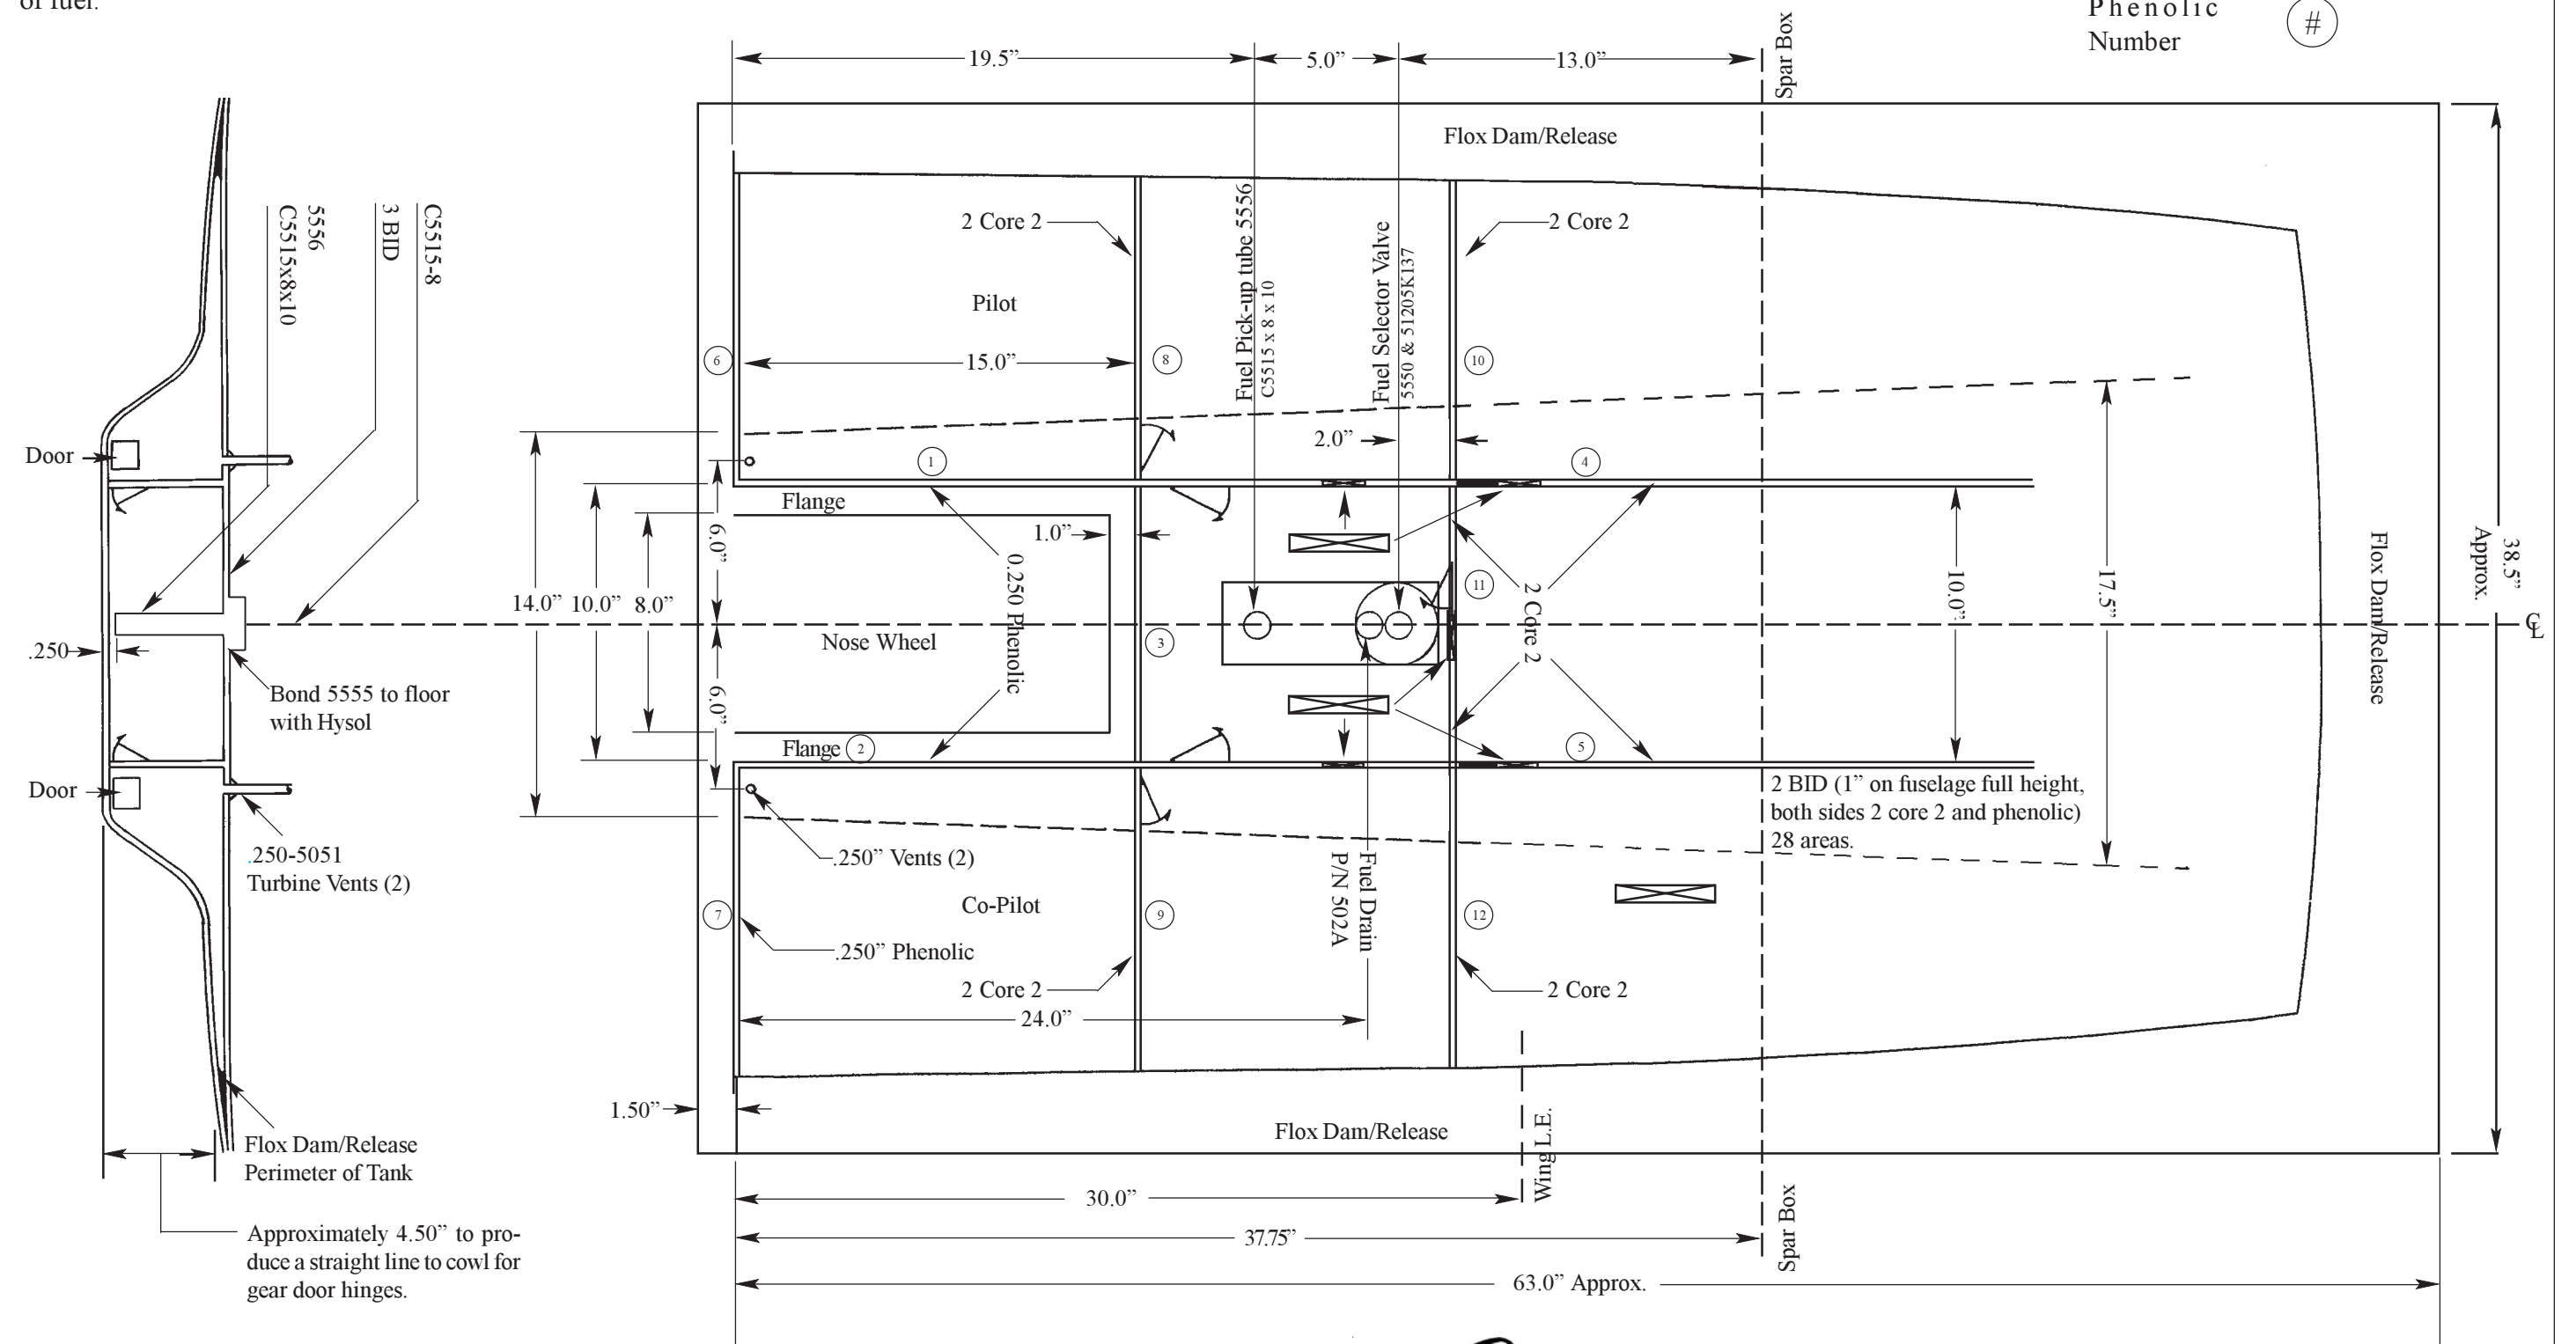 of fuel.
Phenolic
Number
#
19.5”
5.0”
13.0”
Spar Box
Flox Dam/Release
C5515x8x10
5556
3 BID
C5515-8
2 Core 2
Fuel Pick-up tube 5556
C5515 x 8 x 10
Fuel Selector Valve
5550 & 51205K137
2 Core 2
Pilot
6
15.0”
8
10
Door
2.0”
1
4
Flange
1.0”
6.0”
14.0”
10.0”
8.0”
0.250 Phenolic
11
2 Core 2
10.0”
17.5”
Flox Dam/Release
38.5”
Approx.
Nose Wheel
3
℄
.250
Bond 5555 to floor
with Hysol
6.0”
Flange
2
5
Door
2 BID (1” on fuselage full height,
both sides 2 core 2 and phenolic)
28 areas.
.250-5051
Turbine Vents (2)
.250” Vents (2)
Fuel Drain
P/N 502A
7
Co-Pilot
9
12
.250” Phenolic
2 Core 2
2 Core 2
24.0”
1.50”
Flox Dam/Release
Wing L.E.
Flox Dam/Release
Perimeter of Tank
30.0”
Spar Box
Approximately 4.50” to pro-
duce a straight line to cowl for
gear door hinges.
37.75”
63.0” Approx.